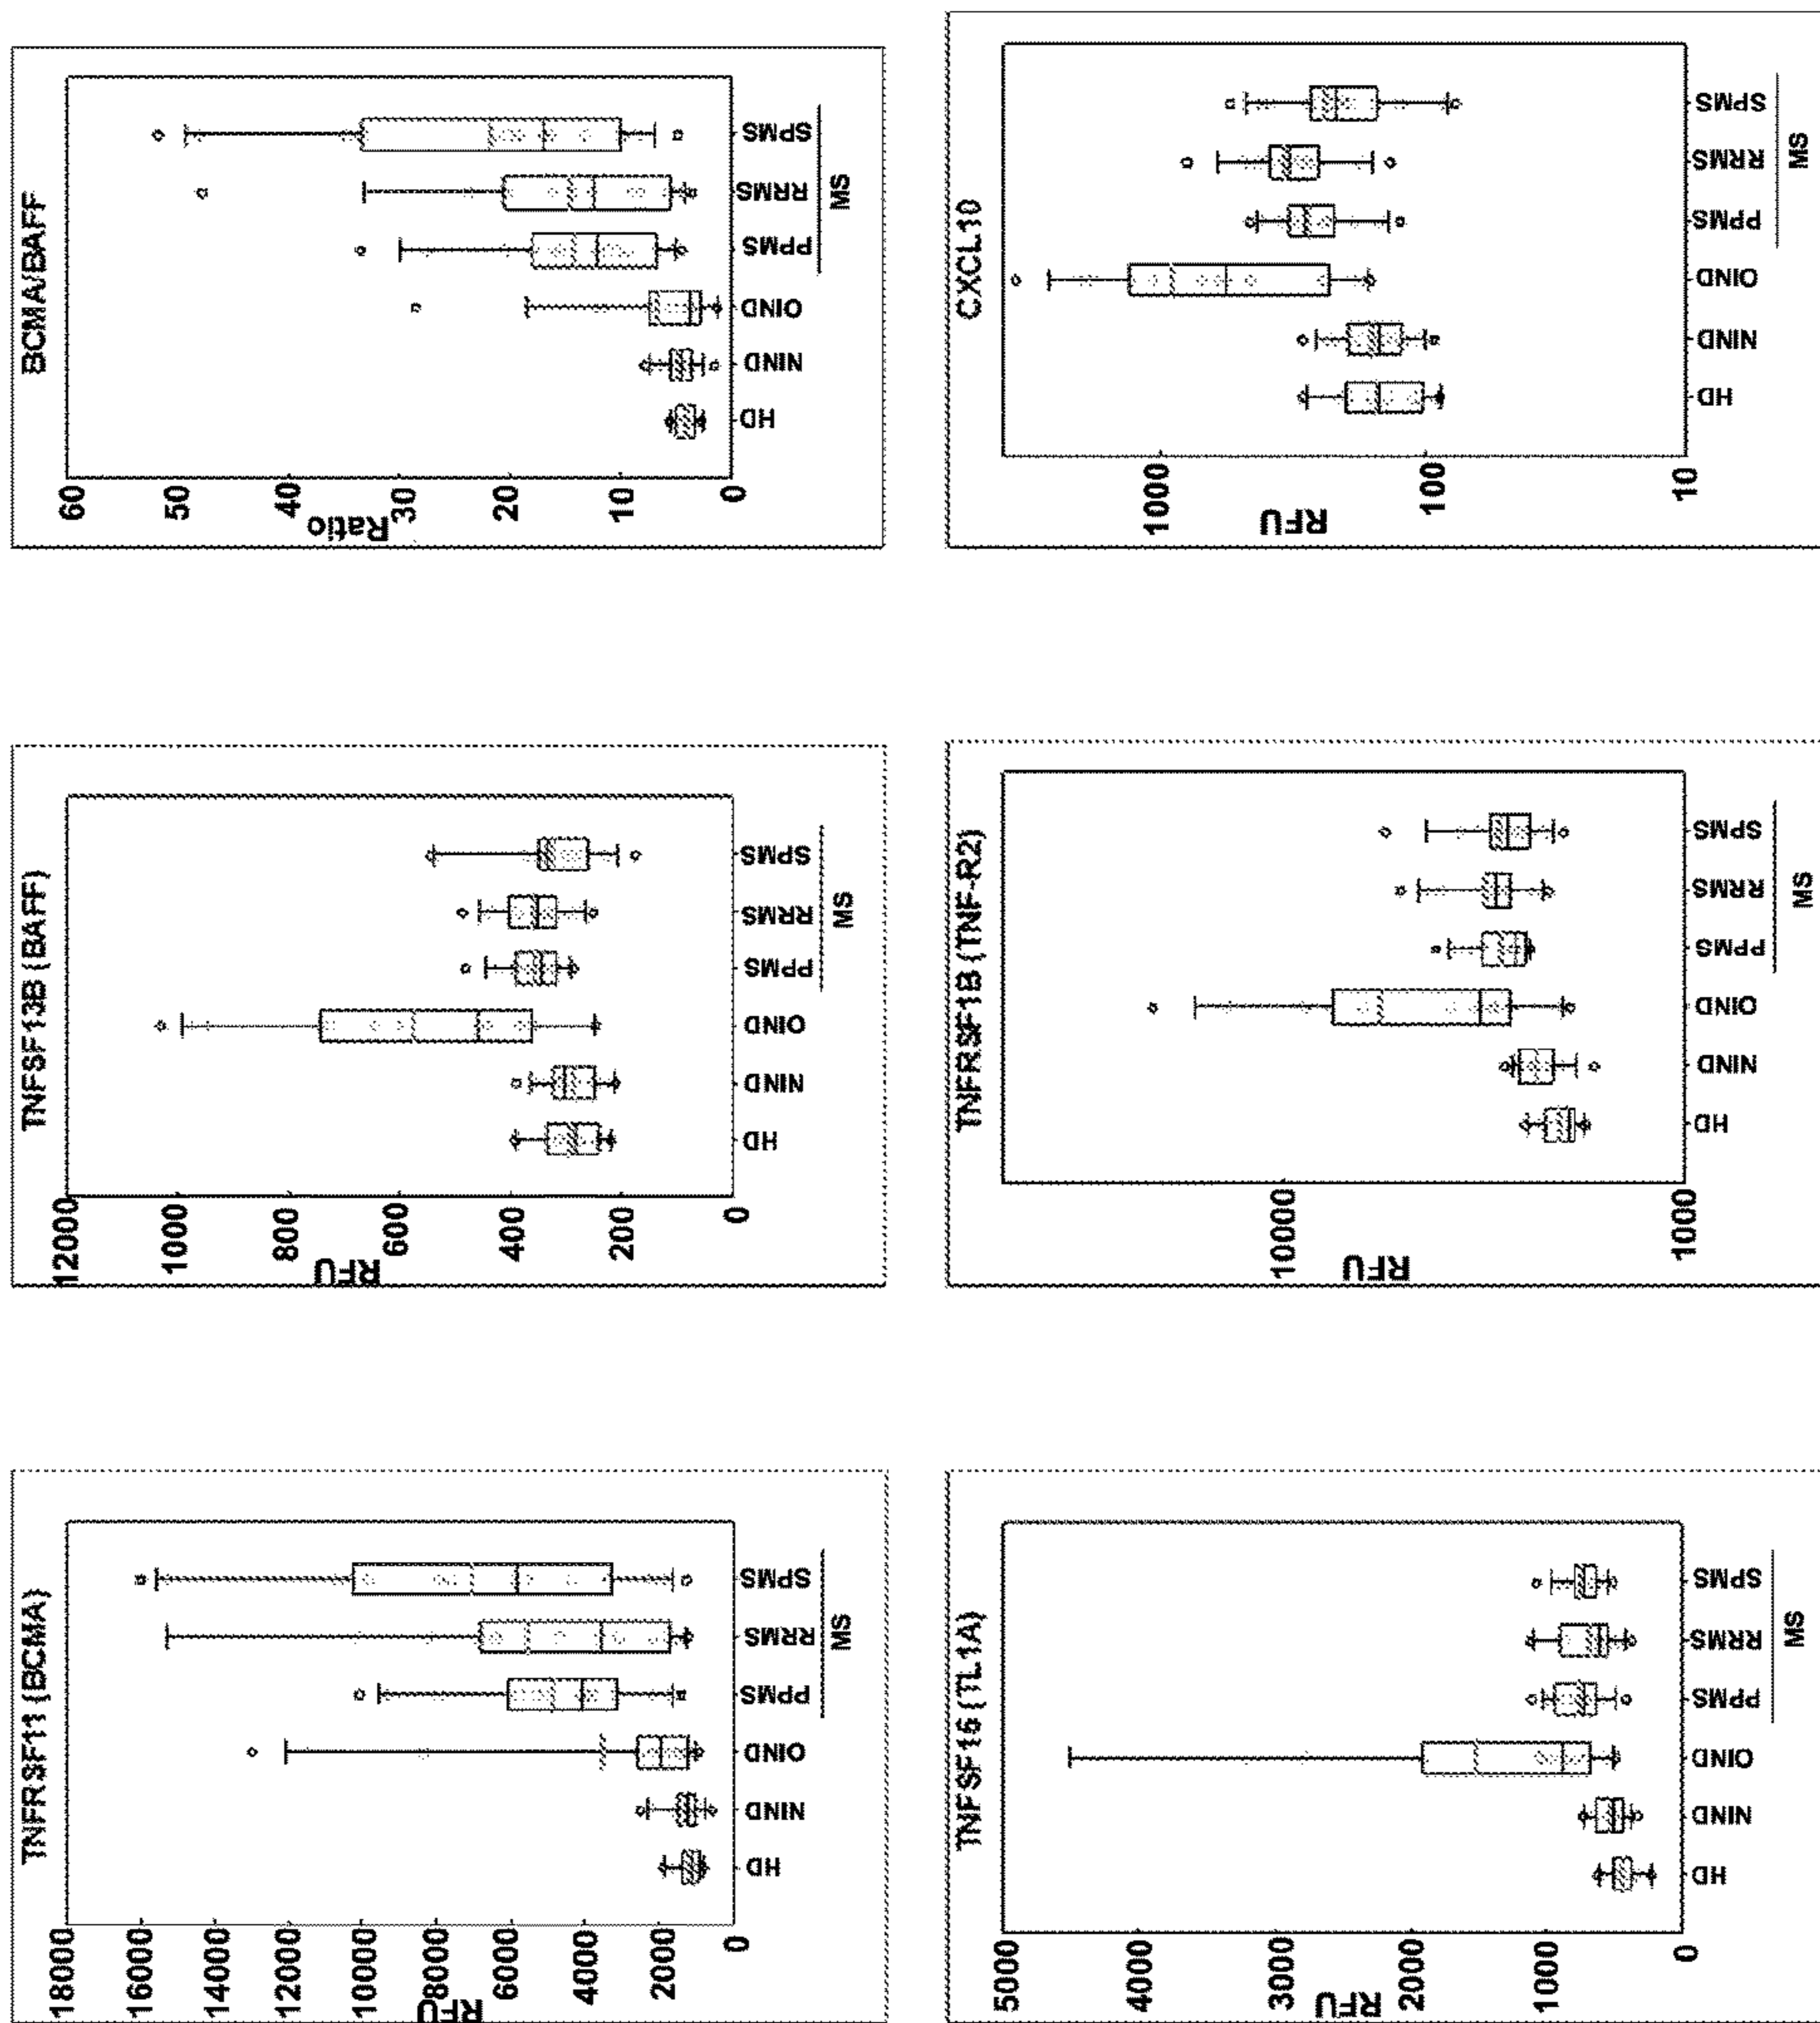 TNFRSF11 (BCMA)
18000
16000
14000
12000
10000
8000
6000
4000
2000
0
RFU
HD NIND OIND PPMS RRMS SPMS
MS
TNFSF13B (BAFF)
12000
1000
800
600
400
200
0
RFU
HD NIND OIND PPMS RRMS SPMS
MS
BCMA/BAFF
60
50
40
30
20
10
0
Ratio
HD NIND OIND PPMS RRMS SPMS
MS
TNFSF15 (TL1A)
5000
4000
3000
2000
1000
0
RFU
HD NIND OIND PPMS RRMS SPMS
MS
TNFRSF1B (TNF-R2)
10000
1000
RFU
HD NIND OIND PPMS RRMS SPMS
MS
CXCL10
1000
100
10
RFU
HD NIND OIND PPMS RRMS SPMS
MS